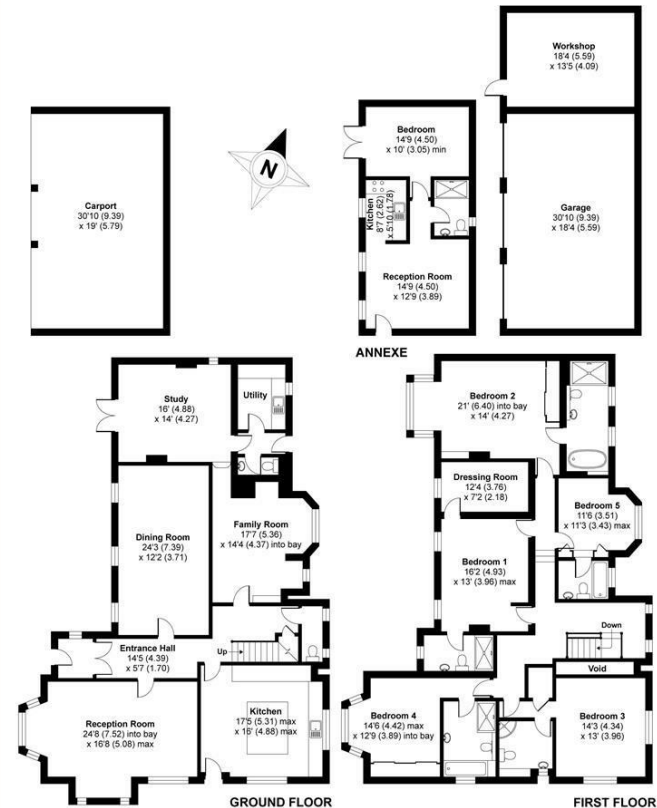 Workshop
18'4 (5.59)
x 13'5 (4.09)
Carport
30'10 (9.39)
x 19' (5.79)
N
Bedroom
14'9 (4.50)
x 10' (3.05) min
Kitchen
8'7 (2.62)
x 5'10 (1.78)
Reception Room
14'9 (4.50)
x 12'9 (3.89)
Garage
30'10 (9.39)
x 18'4 (5.59)
ANNEXE
Study
16' (4.88)
x 14' (4.27)
Utility
Dining Room
24'3 (7.39)
x 12'2 (3.71)
Family Room
17'7 (5.36)
x 14'4 (4.37) into bay
Entrance Hall
14'5 (4.39)
x 5'7 (1.70)
Up
Reception Room
24'8 (7.52) into bay
x 16'8 (5.08) max
Kitchen
17'5 (5.31) max
x 16' (4.88) max
GROUND FLOOR
Bedroom 2
21' (6.40) into bay
x 14' (4.27)
Dressing Room
12'4 (3.76)
x 7'2 (2.18)
Bedroom 5
11'6 (3.51)
x 11'3 (3.43) max
Bedroom 1
16'2 (4.93)
x 13' (3.96) max
Down
Void
Bedroom 4
14'6 (4.42) max
x 12'9 (3.89) into bay
Bedroom 3
14'3 (4.34)
x 13' (3.96)
FIRST FLOOR